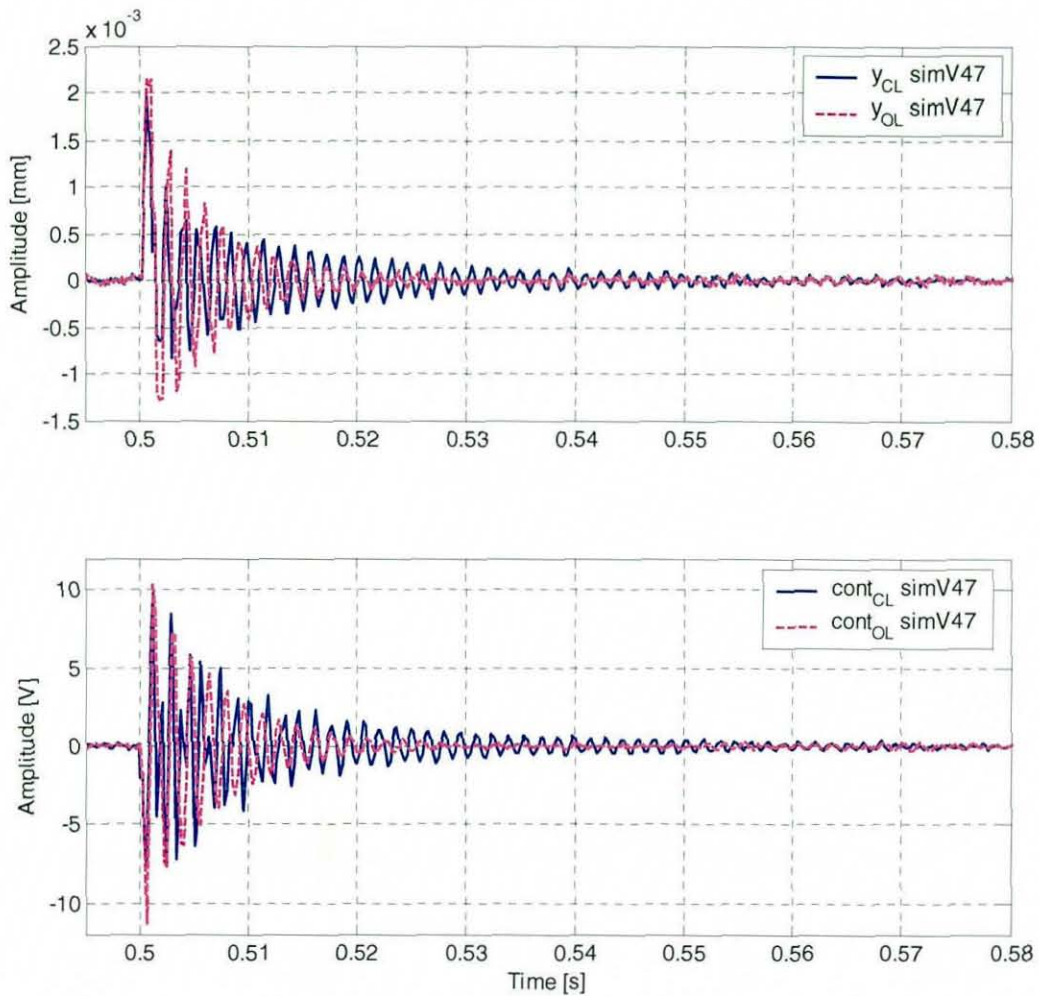 x 10⁻³
2.5
2
1.5
1
0.5
0
-0.5
-1
-1.5
Amplitude [mm]
y_CL simV47
y_OL simV47
0.5 0.51 0.52 0.53 0.54 0.55 0.56 0.57 0.58
10
5
0
-5
-10
Amplitude [V]
cont_CL simV47
cont_OL simV47
0.5 0.51 0.52 0.53 0.54 0.55 0.56 0.57 0.58
Time [s]